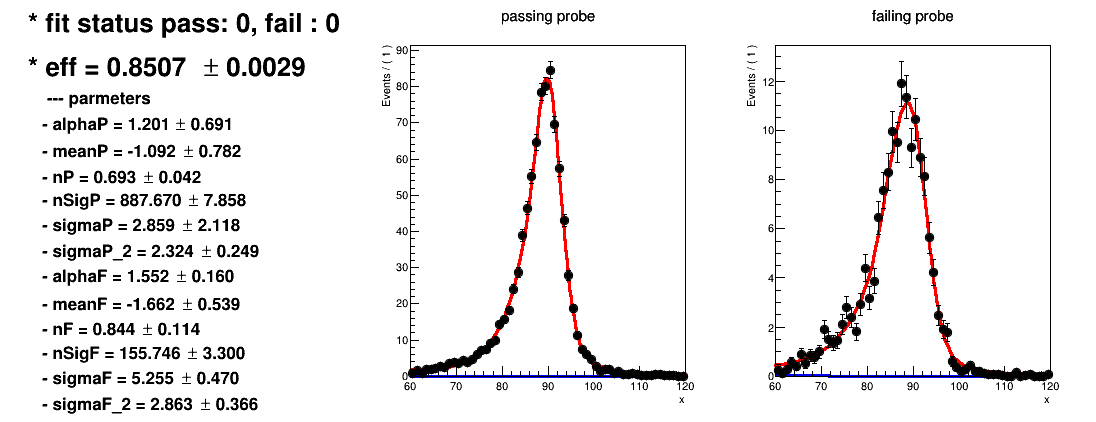 * fit status pass: 0, fail : 0
* eff = 0.8507 ± 0.0029
--- parmeters
- alphaP = 1.201 ± 0.691
- meanP = -1.092 ± 0.782
- nP = 0.693 ± 0.042
- nSigP = 887.670 ± 7.858
- sigmaP = 2.859 ± 2.118
- sigmaP_2 = 2.324 ± 0.249
- alphaF = 1.552 ± 0.160
- meanF = -1.662 ± 0.539
- nF = 0.844 ± 0.114
- nSigF = 155.746 ± 3.300
- sigmaF = 5.255 ± 0.470
- sigmaF_2 = 2.863 ± 0.366
passing probe
Events / ( 1 )
90
80
70
60
50
40
30
20
10
0
60 70 80 90 100 110 120
x
failing probe
Events / ( 1 )
12
10
8
6
4
2
0
60 70 80 90 100 110 120
x